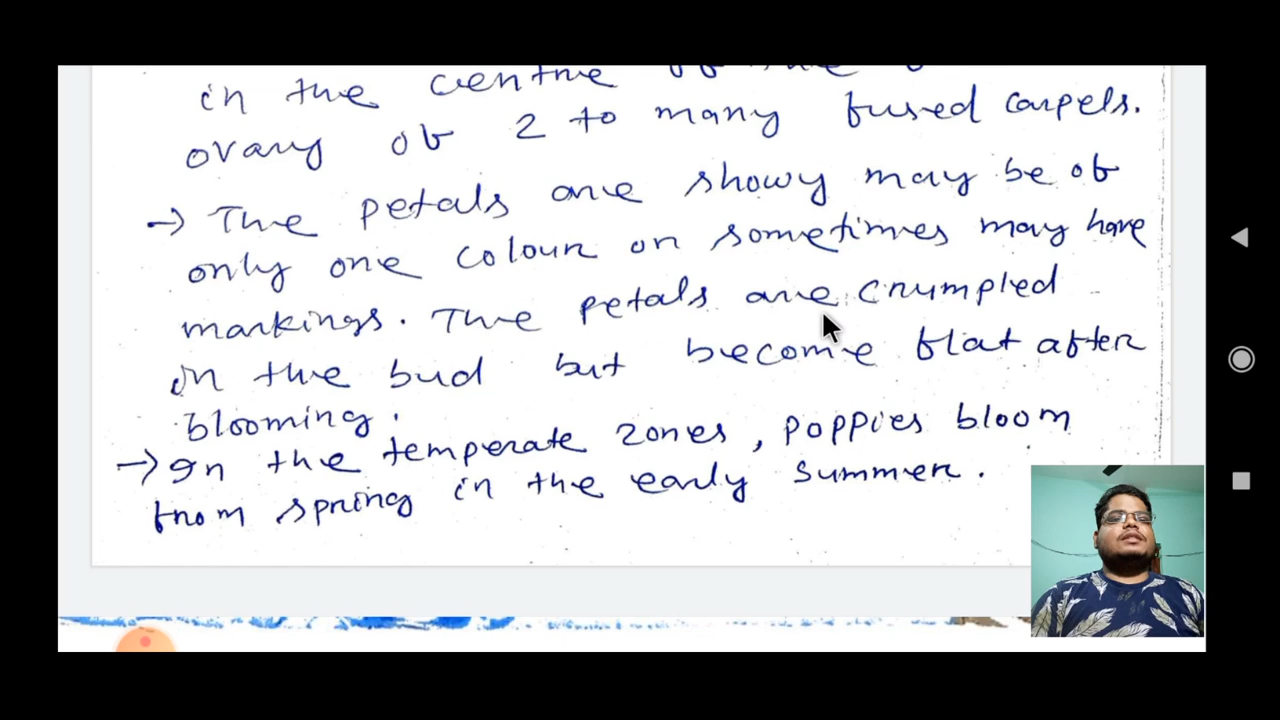 in the centre of the
ovary of 2 to many fused carpels.
→ The petals are showy may be of
only one colour or sometimes may have
markings. The petals are crumpled
in the bud but become flat after
blooming.
→ In the temperate zones, poppies bloom
from spring in the early summer.